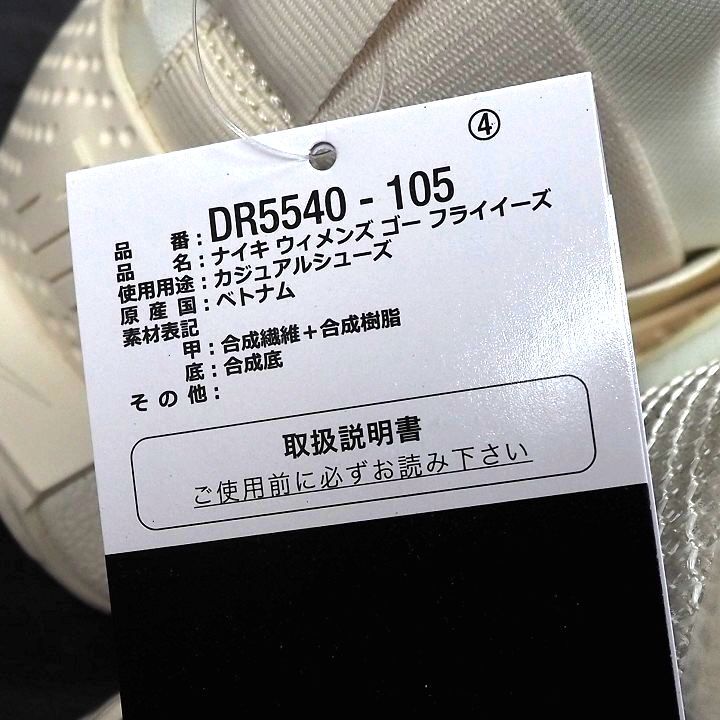 ④
品番：DR5540 - 105
品名：ナイキ ウィメンズ ゴー フライイーズ
使用用途：カジュアルシューズ
原産国：ベトナム
素材表記
甲：合成繊維＋合成樹脂
底：合成底
その他：
取扱説明書
ご使用前に必ずお読み下さい